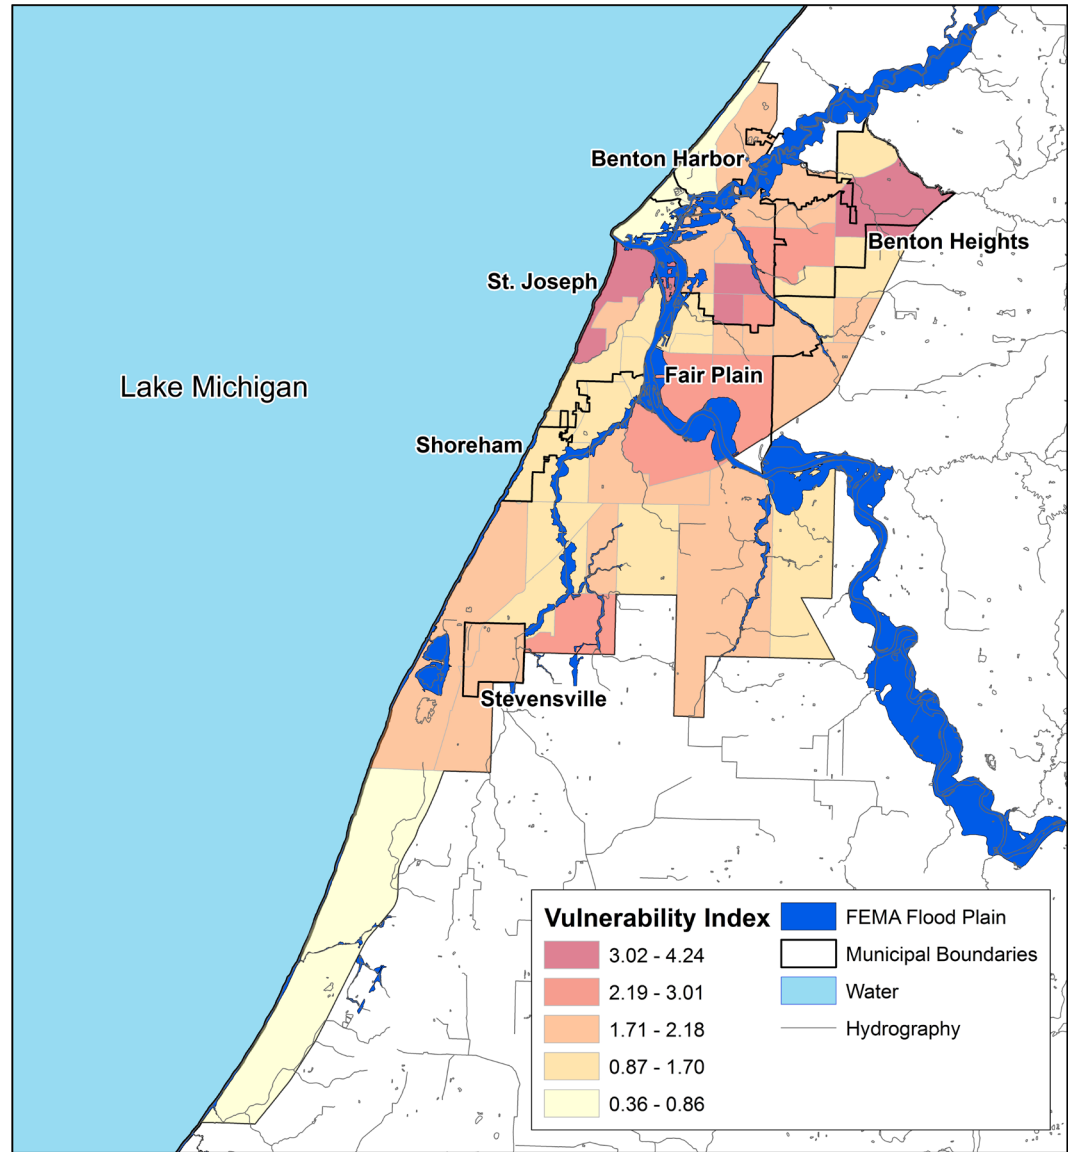 Benton Harbor
Benton Heights
St. Joseph
Fair Plain
Lake Michigan
Shoreham
Stevensville
Vulnerability Index
3.02 - 4.24
2.19 - 3.01
1.71 - 2.18
0.87 - 1.70
0.36 - 0.86
FEMA Flood Plain
Municipal Boundaries
Water
Hydrography